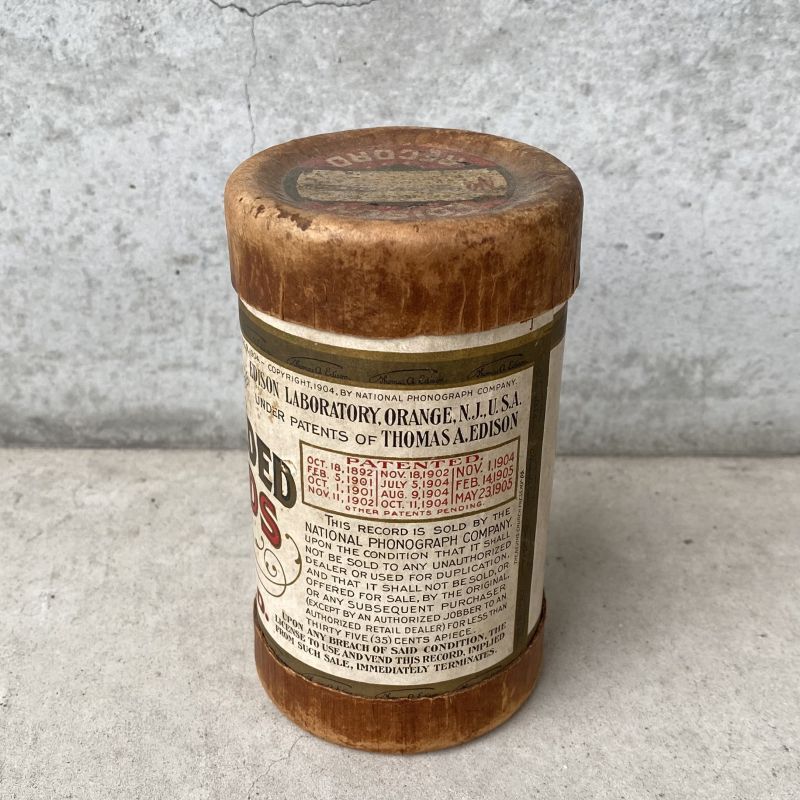 RECORD
Thomas A. Edison Thomas A. Edison
COPYRIGHT, 1904, BY NATIONAL PHONOGRAPH COMPANY.
EDISON LABORATORY, ORANGE, N.J., U.S.A.
UNDER PATENTS OF THOMAS A. EDISON
DED
DS
PATENTED.
OCT. 18, 1892 NOV. 18, 1902 NOV. 1, 1904
FEB. 5, 1901 JULY 5, 1904 FEB. 14, 1905
OCT. 1, 1901 AUG. 9, 1904 MAY 23, 1905
NOV. 11, 1902 OCT. 11, 1904
OTHER PATENTS PENDING.
THIS RECORD IS SOLD BY THE
NATIONAL PHONOGRAPH COMPANY,
UPON THE CONDITION THAT IT SHALL
NOT BE SOLD TO ANY UNAUTHORIZED
DEALER OR USED FOR DUPLICATION,
AND THAT IT SHALL NOT BE SOLD, OR
OFFERED FOR SALE, BY THE ORIGINAL,
OR ANY SUBSEQUENT PURCHASER
(EXCEPT BY AN AUTHORIZED JOBBER TO AN
AUTHORIZED RETAIL DEALER) FOR LESS THAN
THIRTY FIVE (35) CENTS APIECE.
UPON ANY BREACH OF SAID CONDITION, THE
LICENSE TO USE AND VEND THIS RECORD, IMPLIED
FROM SUCH SALE, IMMEDIATELY TERMINATES.